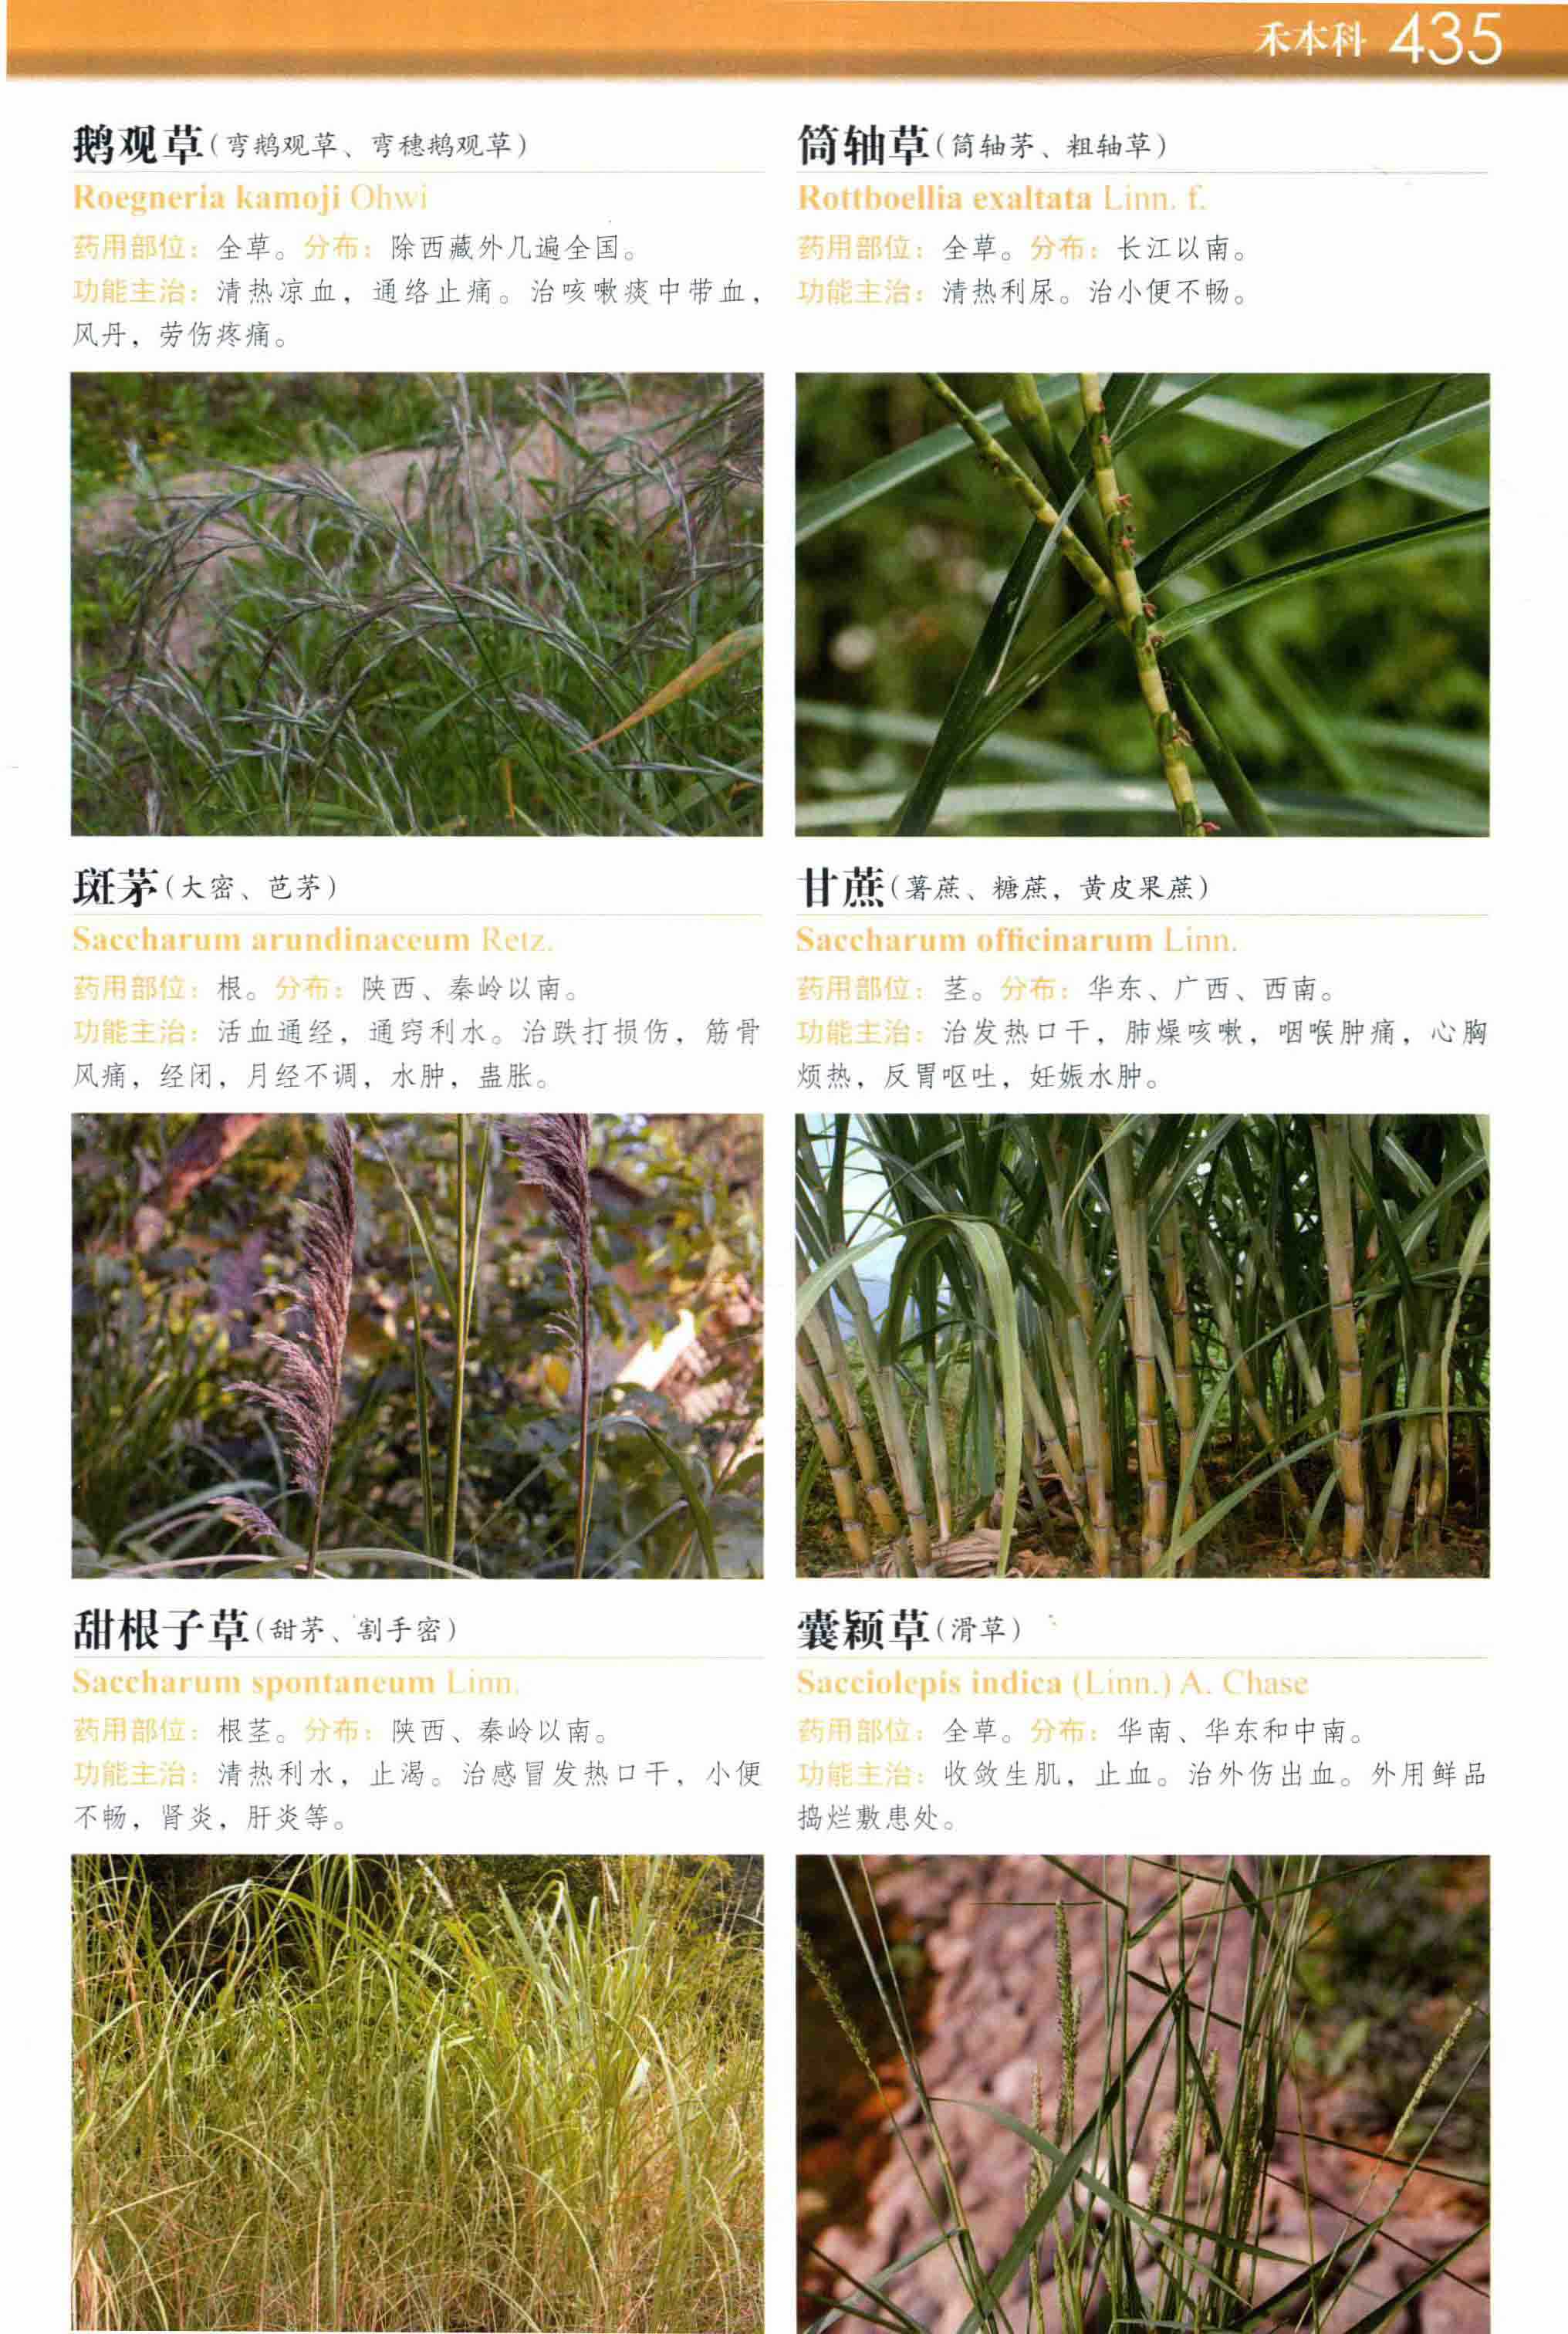 禾本科 435
鹅观草(弯鹅观草、弯穗鹅观草)
Roegneria kamoji Ohwi
药用部位：全草。分布：除西藏外几遍全国。
功能主治：清热凉血，通络止痛。治咳嗽痰中带血，
风丹，劳伤疼痛。
筒轴草(筒轴茅、粗轴草)
Rottboellia exaltata Linn. f.
药用部位：全草。分布：长江以南。
功能主治：清热利尿。治小便不畅。
斑茅(大密、芭茅)
Saccharum arundinaceum Retz.
药用部位：根。分布：陕西、秦岭以南。
功能主治：活血通经，通窍利水。治跌打损伤，筋骨
风痛，经闭，月经不调，水肿，蛊胀。
甘蔗(薯蔗、糖蔗，黄皮果蔗)
Saccharum officinarum Linn.
药用部位：茎。分布：华东、广西、西南。
功能主治：治发热口干，肺燥咳嗽，咽喉肿痛，心胸
烦热，反胃呕吐，妊娠水肿。
甜根子草(甜茅、割手密)
Saccharum spontaneum Linn.
药用部位：根茎。分布：陕西、秦岭以南。
功能主治：清热利水，止渴。治感冒发热口干，小便
不畅，肾炎，肝炎等。
囊颖草(滑草)
Sacciolepis indica (Linn.) A. Chase
药用部位：全草。分布：华南、华东和中南。
功能主治：收敛生肌，止血。治外伤出血。外用鲜品
捣烂敷患处。